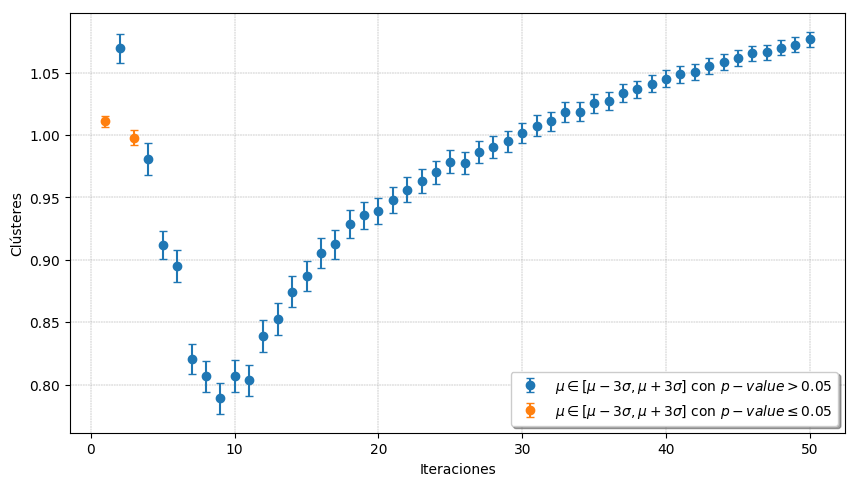 1.05
1.00
0.95
0.90
0.85
0.80
Clústeres
0 10 20 30 40 50
Iteraciones
μ ∈ [μ − 3σ, μ + 3σ] con p − value > 0.05
μ ∈ [μ − 3σ, μ + 3σ] con p − value ≤ 0.05